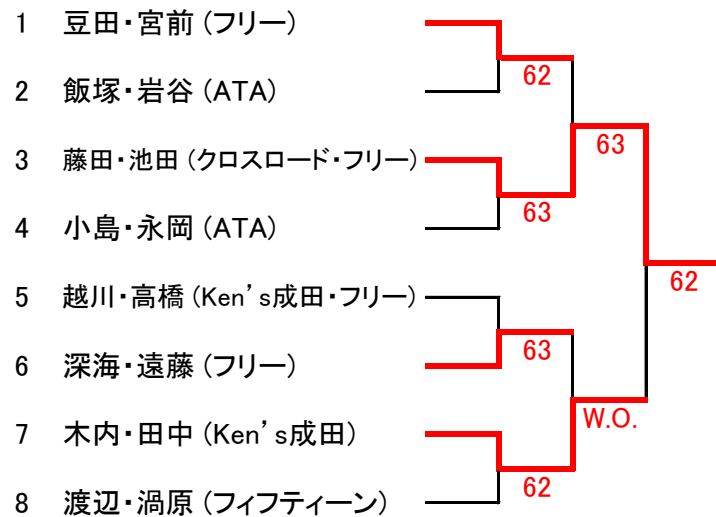 1 豆田・宮前 (フリー)
62
2 飯塚・岩谷 (ATA)
63
3 藤田・池田 (クロスロード・フリー)
63
4 小島・永岡 (ATA)
62
5 越川・高橋 (Ken's成田・フリー)
63
6 深海・遠藤 (フリー)
W.O.
7 木内・田中 (Ken's成田)
62
8 渡辺・渦原 (フィフティーン)